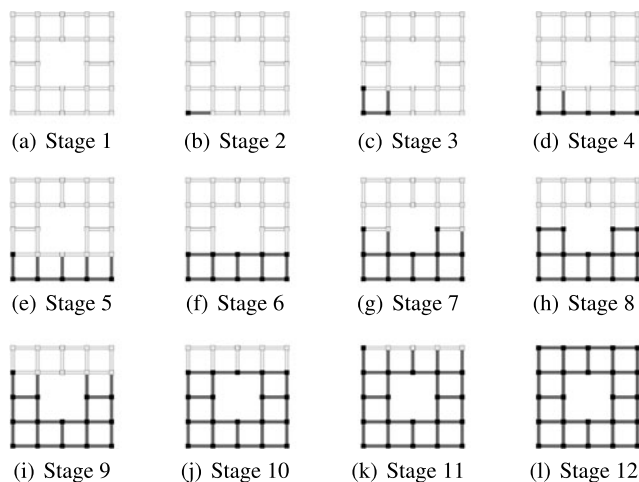 (a) Stage 1 (b) Stage 2 (c) Stage 3 (d) Stage 4
(e) Stage 5 (f) Stage 6 (g) Stage 7 (h) Stage 8
(i) Stage 9 (j) Stage 10 (k) Stage 11 (l) Stage 12